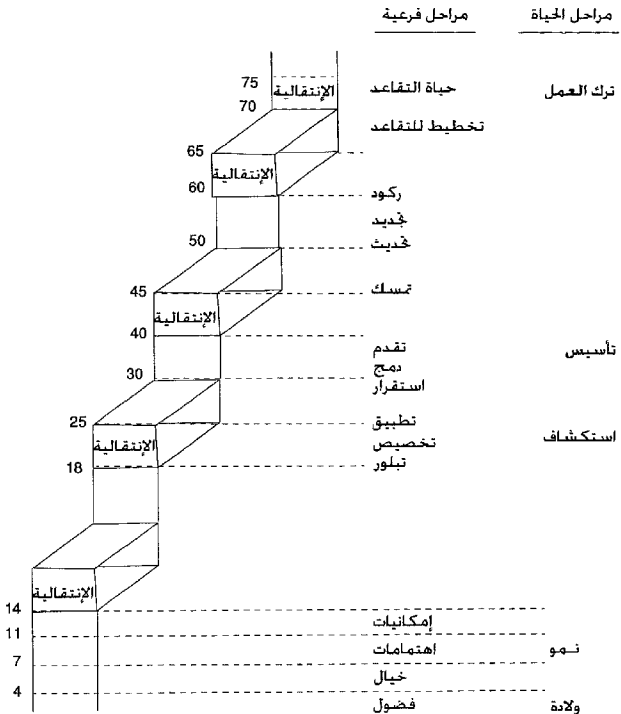 مراحل الحياة مراحل فرعية
75
ترك العمل حياة التقاعد الإنتقالية
70
تخطيط للتقاعد
65
الإنتقالية
60
ركود
تجديد
50
تحديث
45
تمسك
الإنتقالية
40
تأسيس تقدم
دمج
30
استقرار
25
تطبيق
استكشاف تخصيص الإنتقالية
18
تبلور
الإنتقالية
14
إمكانيات
11
نمو اهتمامات
7
خيال
4
ولادة فضول